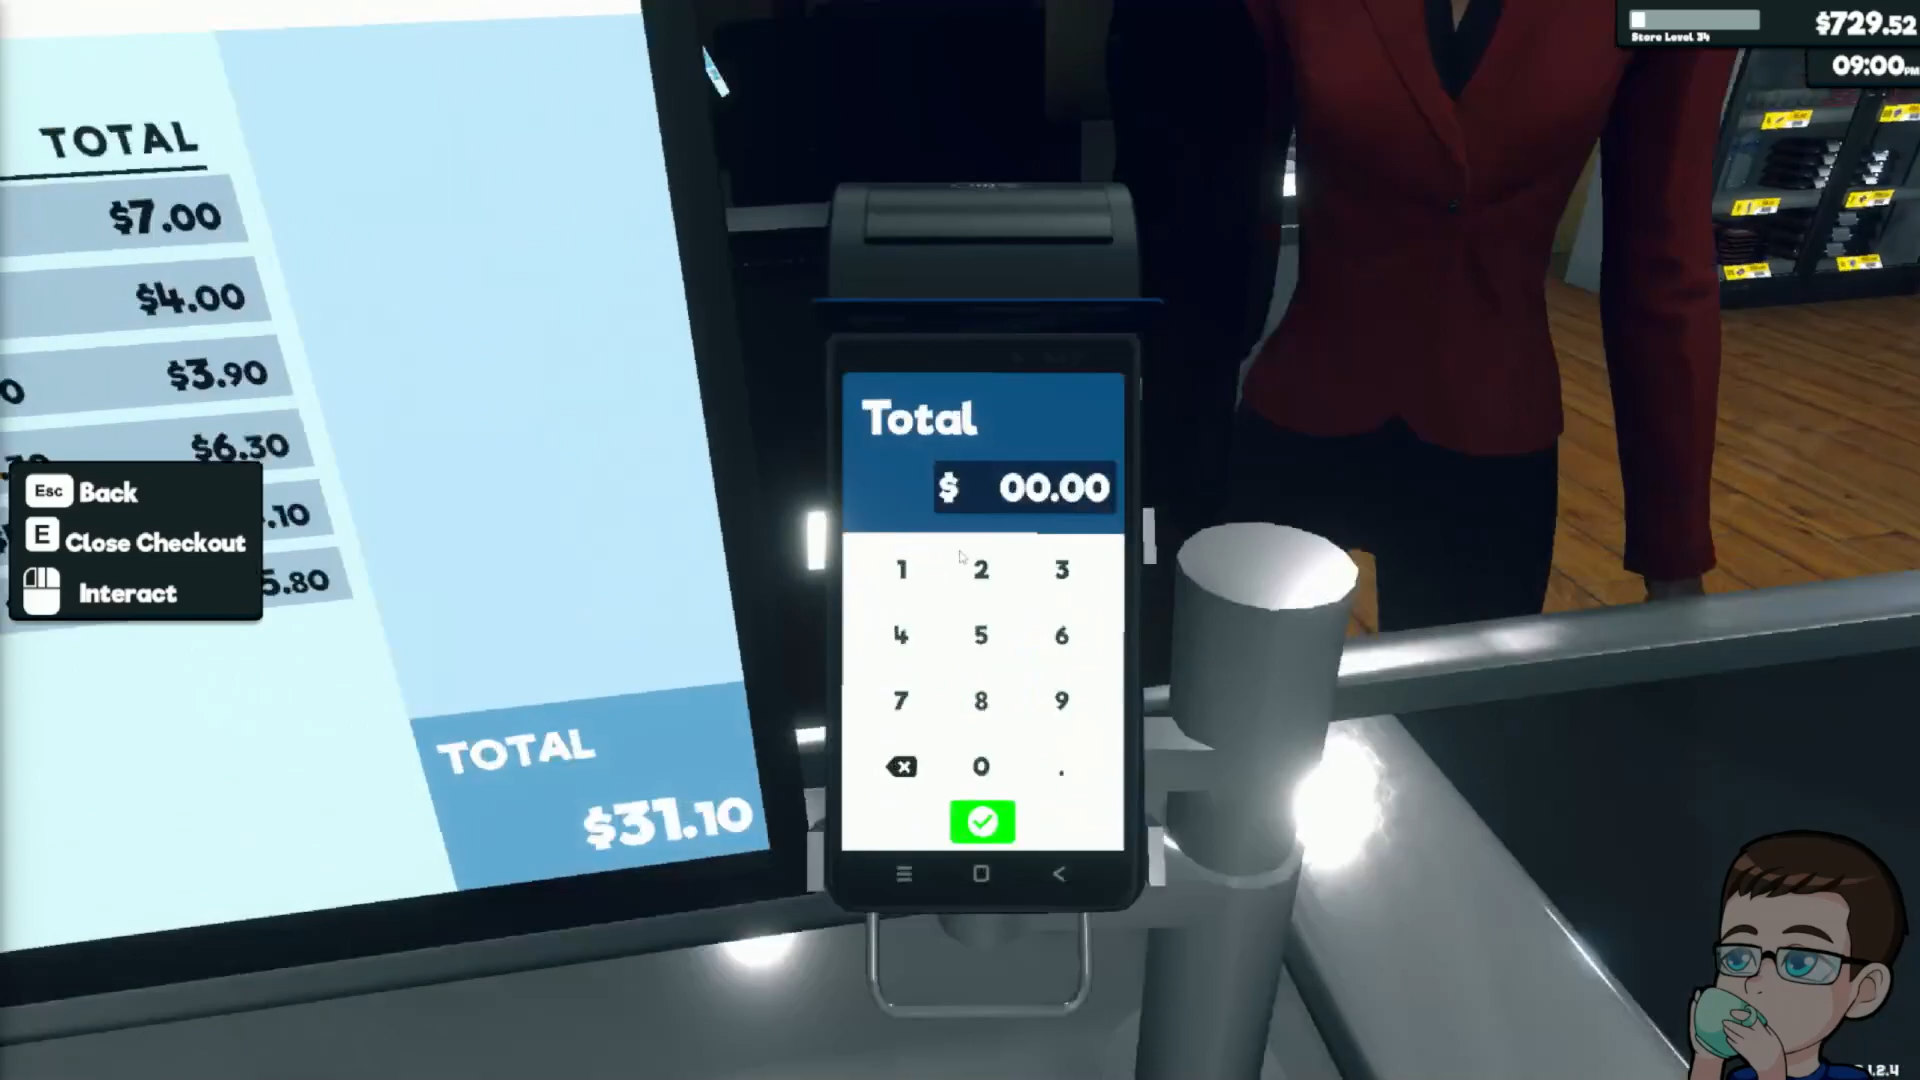 Store Level 34
$729.52
09:00PM
TOTAL
$7.00
$4.00
$3.90
$6.30
.10
5.80
Esc Back
E Close Checkout
Interact
TOTAL
$31.10
Total
$ 00.00
1 2 3
4 5 6
7 8 9
0 .